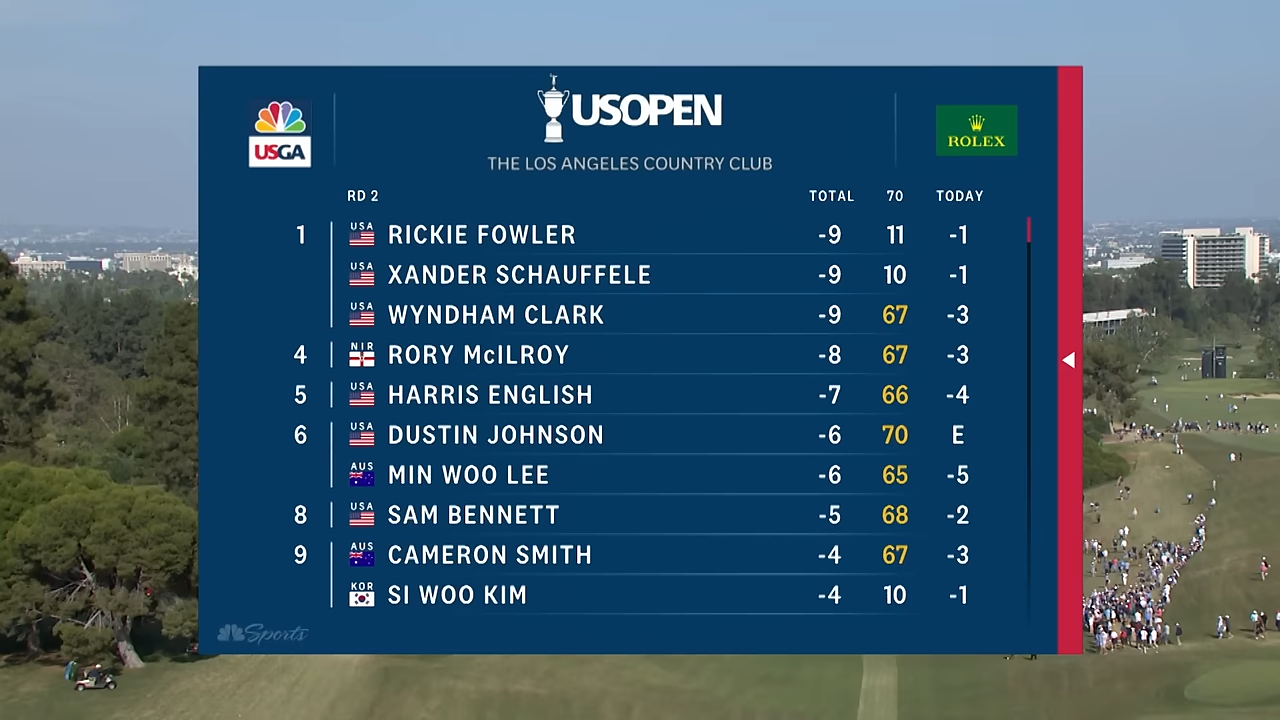 USOPEN
USGA
ROLEX
THE LOS ANGELES COUNTRY CLUB
RD 2 TOTAL 70 TODAY
1 USA RICKIE FOWLER -9 11 -1
USA XANDER SCHAUFFELE -9 10 -1
USA WYNDHAM CLARK -9 67 -3
4 NIR RORY McILROY -8 67 -3
5 USA HARRIS ENGLISH -7 66 -4
6 USA DUSTIN JOHNSON -6 70 E
AUS MIN WOO LEE -6 65 -5
8 USA SAM BENNETT -5 68 -2
9 AUS CAMERON SMITH -4 67 -3
KOR SI WOO KIM -4 10 -1
Sports